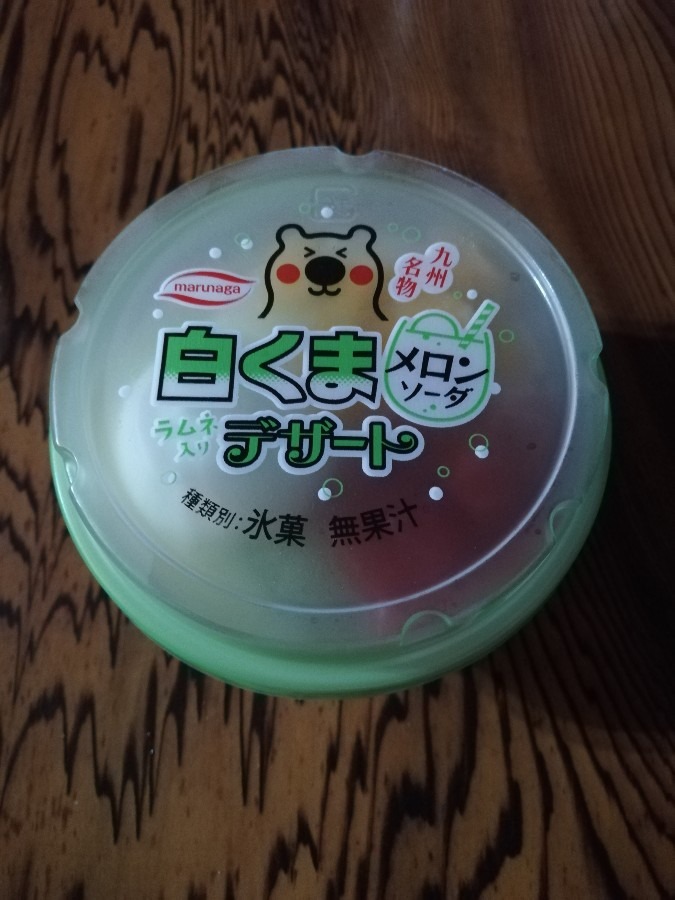 marunaga
九州
名物
白くま
メロン
ソーダ
ラムネ
入り
デザート
種類別:氷菓 無果汁